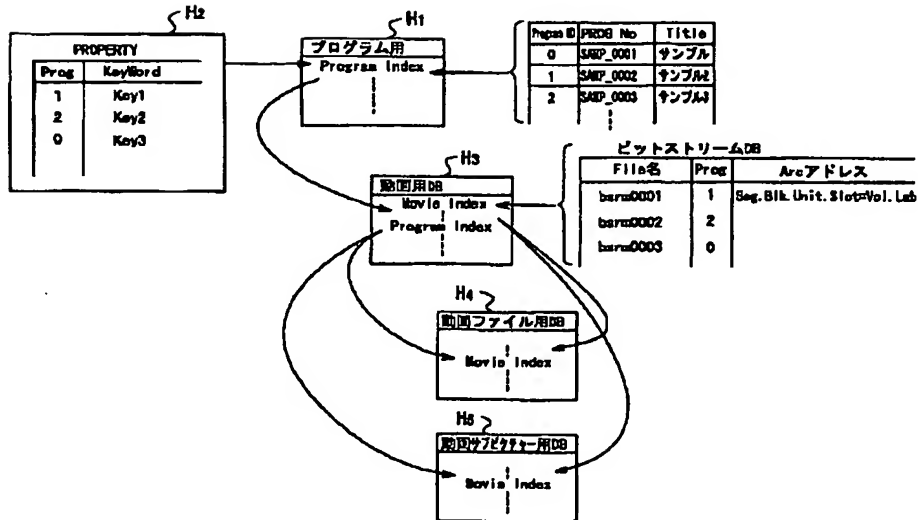 H2
PROPERTY
Prog KeyWord
1 Key1
2 Key2
0 Key3
H1
プログラム用
Program Index
Program ID PROG No Title
0 SAMP_0001 サンプル
1 SAMP_0002 サンプル2
2 SAMP_0003 サンプル3
H3
動画用DB
Movie Index
Program Index
ビットストリームDB
File名 Prog Arcアドレス
bsrm0001 1 Seg.Blk.Unit.Slot=Vol.Lab
bsrm0002 2
bsrm0003 0
H4
動画ファイル用DB
Movie Index
H5
動画サブピクチャー用DB
Movie Index